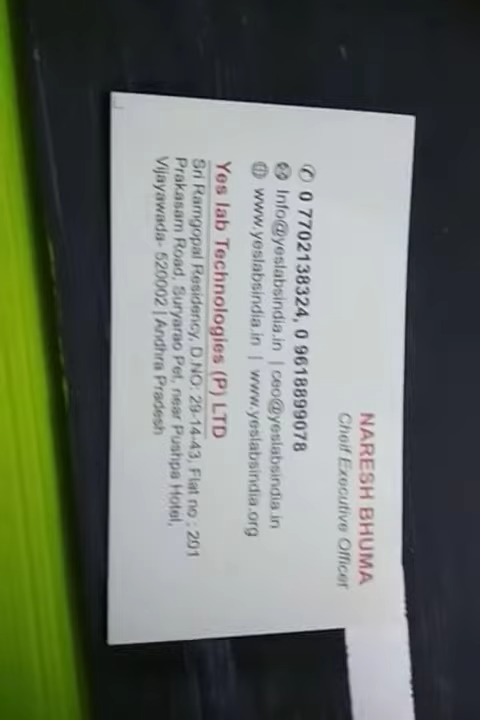 NARESH BHUMA
Cheif Executive Officer
0 7702138324, 0 9618899078
Info@yeslabsindia.in | ceo@yeslabsindia.in
www.yeslabsindia.in | www.yeslabsindia.org
Yes lab Technologies (P) LTD
Sri Ramgopal Residency, D.NO: 29-14-43, Flat no ; 201
Prakasam Road, Suryarao Pet, near Pushpa Hotel,
Vijayawada- 520002 | Andhra Pradesh